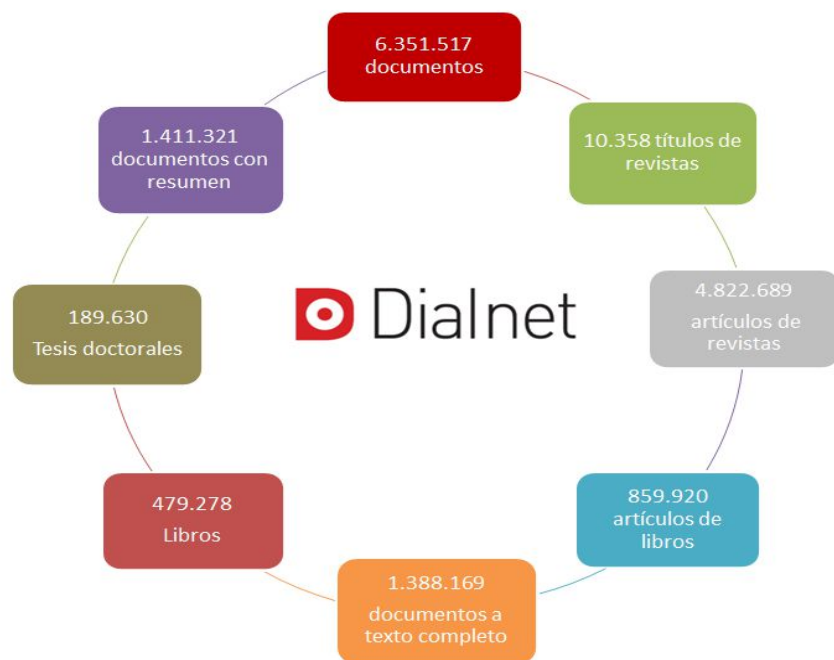 6.351.517
documentos
10.358 títulos de
revistas
4.822.689
artículos de
revistas
859.920
artículos de
libros
1.388.169
documentos a
texto completo
479.278
Libros
189.630
Tesis doctorales
1.411.321
documentos con
resumen
Dialnet